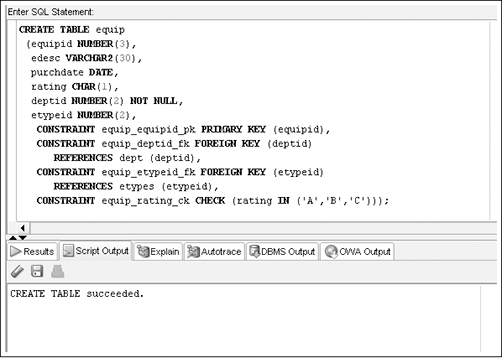 Enter SQL Statement:
CREATE TABLE equip
(equipid NUMBER(3),
edesc VARCHAR2(30),
purchdate DATE,
rating CHAR(1),
deptid NUMBER(2) NOT NULL,
etypeid NUMBER(2),
CONSTRAINT equip_equipid_pk PRIMARY KEY (equipid),
CONSTRAINT equip_deptid_fk FOREIGN KEY (deptid)
REFERENCES dept (deptid),
CONSTRAINT equip_etypeid_fk FOREIGN KEY (etypeid)
REFERENCES etypes (etypeid),
CONSTRAINT equip_rating_ck CHECK (rating IN ('A','B','C')));
Results Script Output Explain Autotrace DBMS Output OWA Output
CREATE TABLE succeeded.